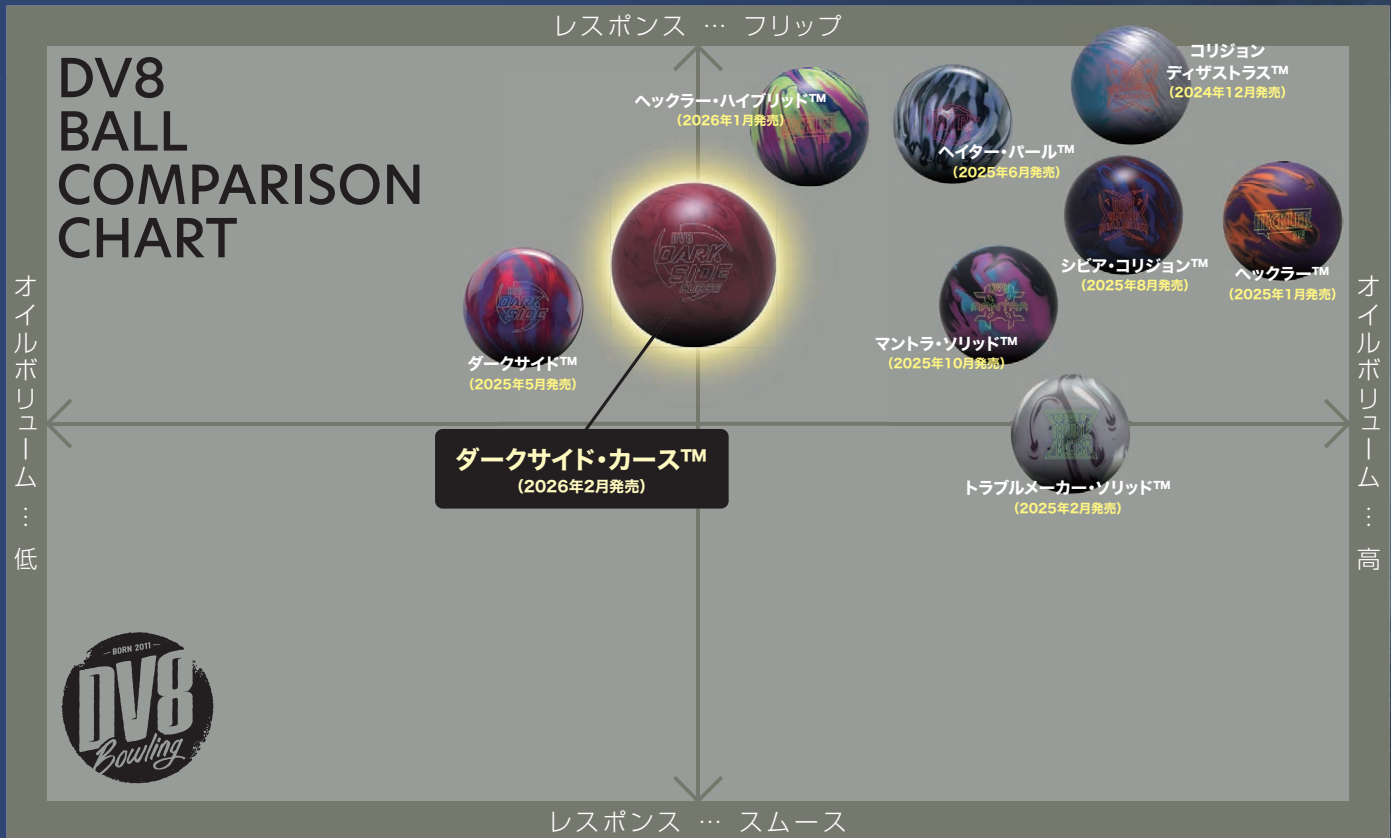 レスポンス … フリップ
DV8
BALL
COMPARISON
CHART
コリジョン
ディザストラス™
(2024年12月発売)
ヘックラー・ハイブリッド™
(2026年1月発売)
ヘイター・パール™
(2025年6月発売)
シビア・コリジョン™
(2025年8月発売)
ヘックラー™
(2025年1月発売)
DV8
DARK
SIDE
CURSE
DARK
SIDE
マントラ・ソリッド™
(2025年10月発売)
MANTRA
HECKLER
ダークサイド™
(2025年5月発売)
オイルボリューム … 低
オイルボリューム … 高
ダークサイド・カース™
(2026年2月発売)
トラブルメーカー・ソリッド™
(2025年2月発売)
BORN 2011
DV8
Bowling
レスポンス … スムース